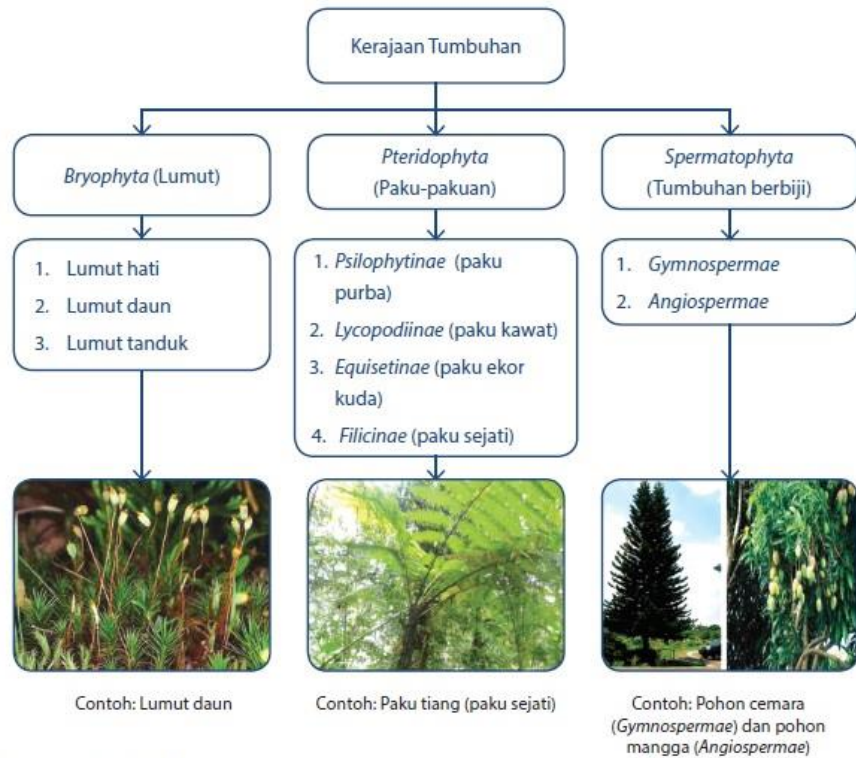 Kerajaan Tumbuhan
Bryophyta (Lumut)
Pteridophyta
(Paku-pakuan)
Spermatophyta
(Tumbuhan berbiji)
1. Lumut hati
2. Lumut daun
3. Lumut tanduk
1. Psilophytinae (paku
purba)
2. Lycopodiinae (paku kawat)
3. Equisetinae (paku ekor
kuda)
4. Filicinae (paku sejati)
1. Gymnospermae
2. Angiospermae
Contoh: Lumut daun
Contoh: Paku tiang (paku sejati)
Contoh: Pohon cemara
(Gymnospermae) dan pohon
mangga (Angiospermae)